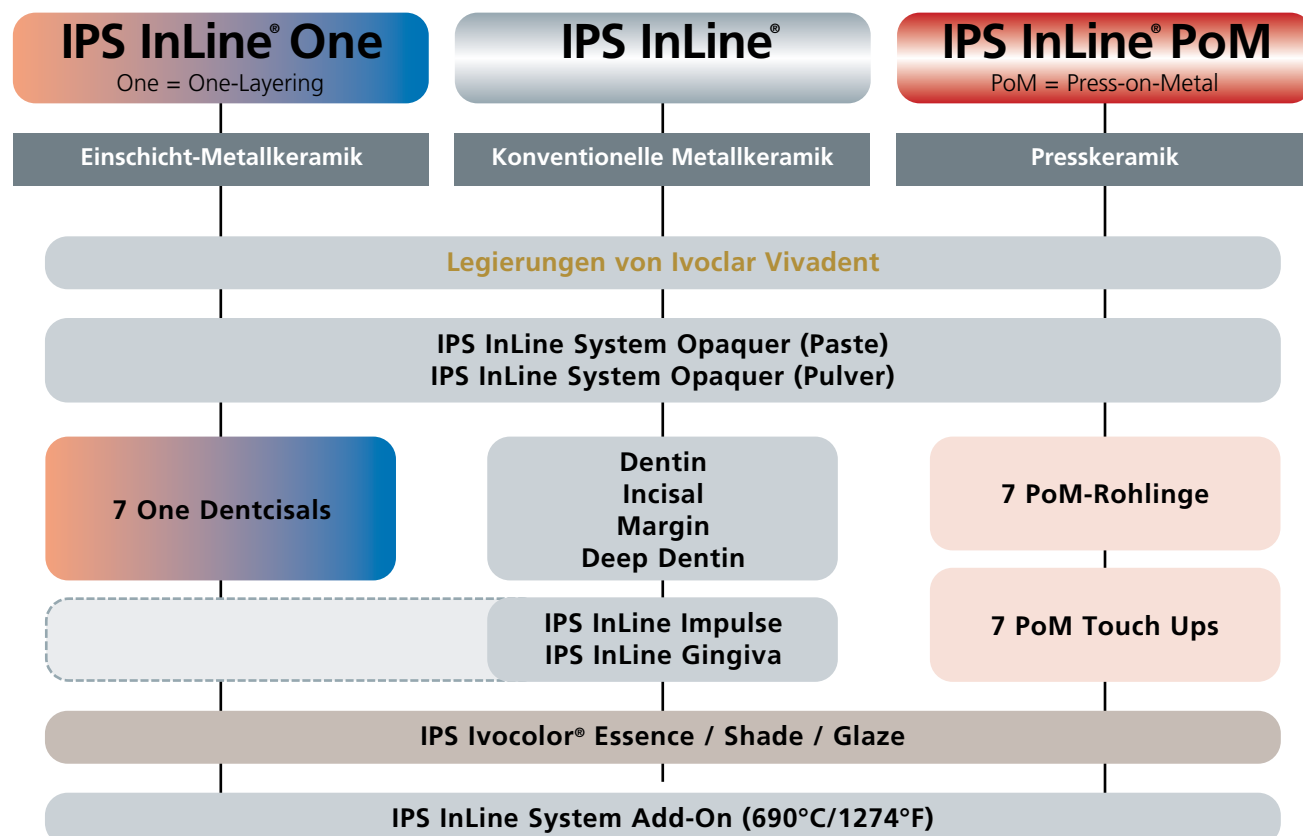 IPS InLine® One
One = One-Layering
IPS InLine®
IPS InLine® PoM
PoM = Press-on-Metal
Einschicht-Metallkeramik
Konventionelle Metallkeramik
Presskeramik
Legierungen von Ivoclar Vivadent
IPS InLine System Opaquer (Paste)
IPS InLine System Opaquer (Pulver)
7 One Dentcisals
Dentin
Incisal
Margin
Deep Dentin
7 PoM-Rohlinge
IPS InLine Impulse
IPS InLine Gingiva
7 PoM Touch Ups
IPS Ivocolor® Essence / Shade / Glaze
IPS InLine System Add-On (690°C/1274°F)